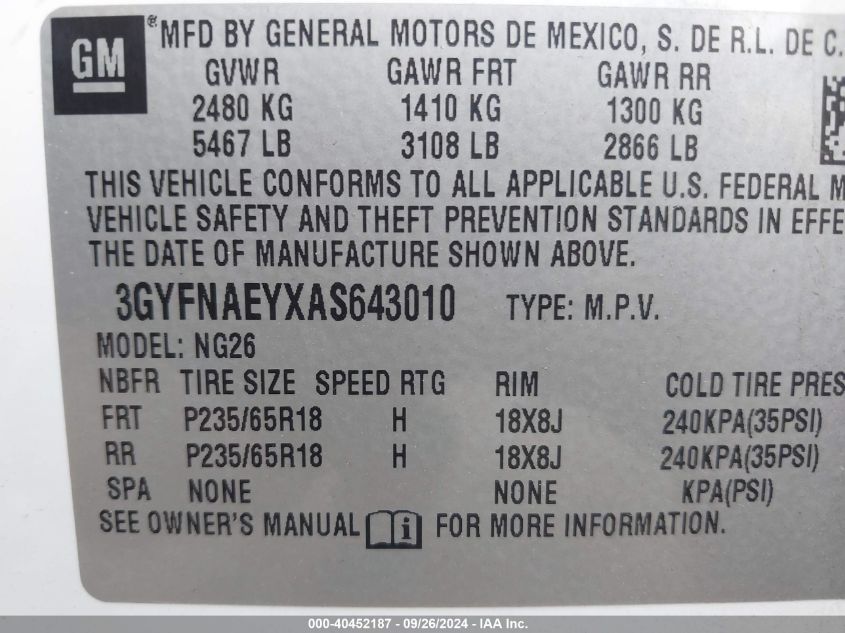 GM
®MFD BY GENERAL MOTORS DE MEXICO, S. DE R.L. DE C.
GVWR GAWR FRT GAWR RR
2480 KG 1410 KG 1300 KG
5467 LB 3108 LB 2866 LB
THIS VEHICLE CONFORMS TO ALL APPLICABLE U.S. FEDERAL M
VEHICLE SAFETY AND THEFT PREVENTION STANDARDS IN EFFE
THE DATE OF MANUFACTURE SHOWN ABOVE.
3GYFNAEYXAS643010 TYPE: M.P.V.
MODEL: NG26
NBFR TIRE SIZE SPEED RTG RIM COLD TIRE PRES
FRT P235/65R18 H 18X8J 240KPA(35PSI)
RR P235/65R18 H 18X8J 240KPA(35PSI)
SPA NONE NONE KPA(PSI)
SEE OWNER'S MANUAL i FOR MORE INFORMATION.
000-40452187 - 09/26/2024 - IAA Inc.